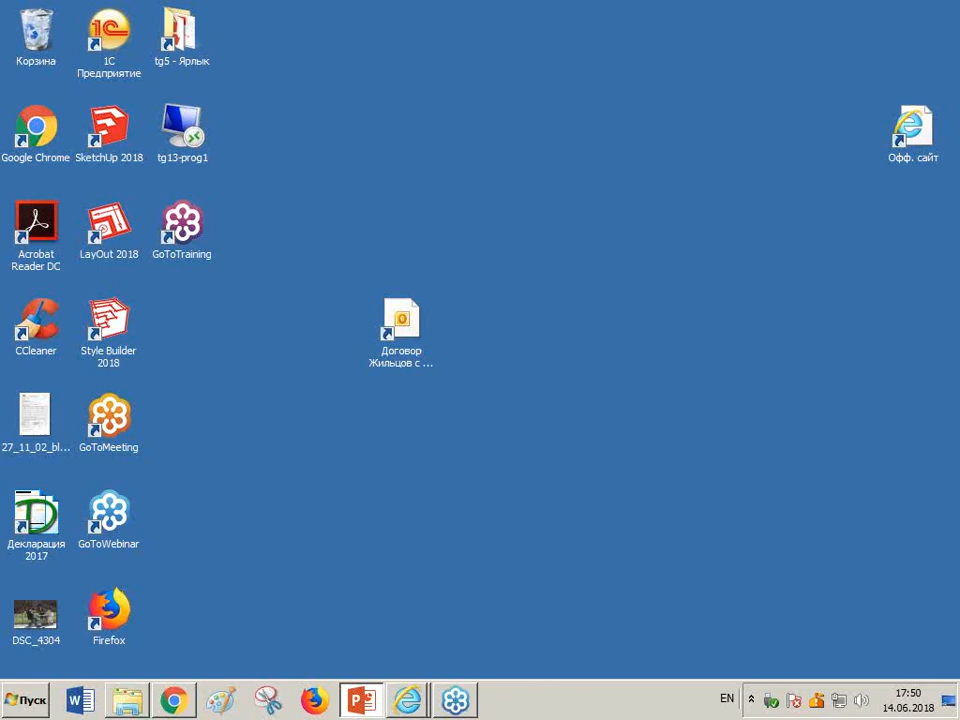 Корзина
1С
Предприятие
tg5 - Ярлык
Google Chrome
SketchUp 2018
tg13-prog1
Офф. сайт
Acrobat
Reader DC
LayOut 2018
GoToTraining
CCleaner
Style Builder
2018
Договор
Жильцов с ...
27_11_02_bl...
GoToMeeting
Декларация
2017
GoToWebinar
DSC_4304
Firefox
Пуск
EN
17:50
14.06.2018